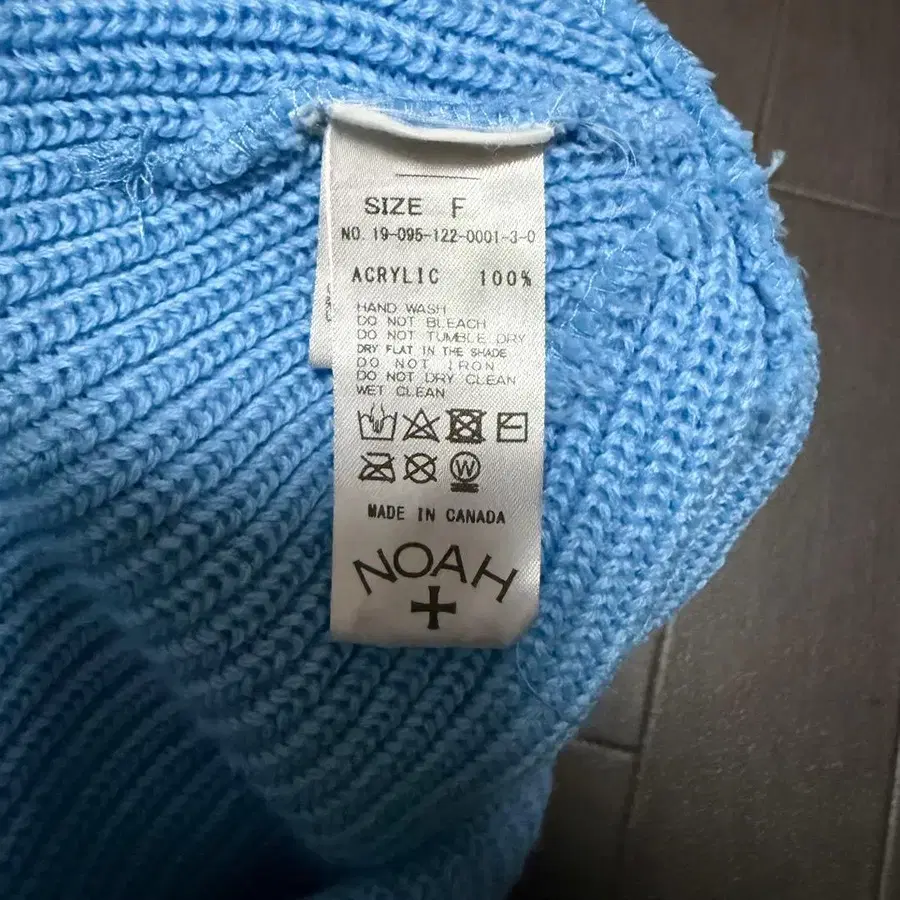 SIZE F
NO. 19-095-122-0001-3-0
ACRYLIC 100%
HAND WASH
DO NOT BLEACH
DO NOT TUMBLE DRY
DRY FLAT IN THE SHADE
DO NOT IRON
DO NOT DRY CLEAN
WET CLEAN
W
MADE IN CANADA
NOAH